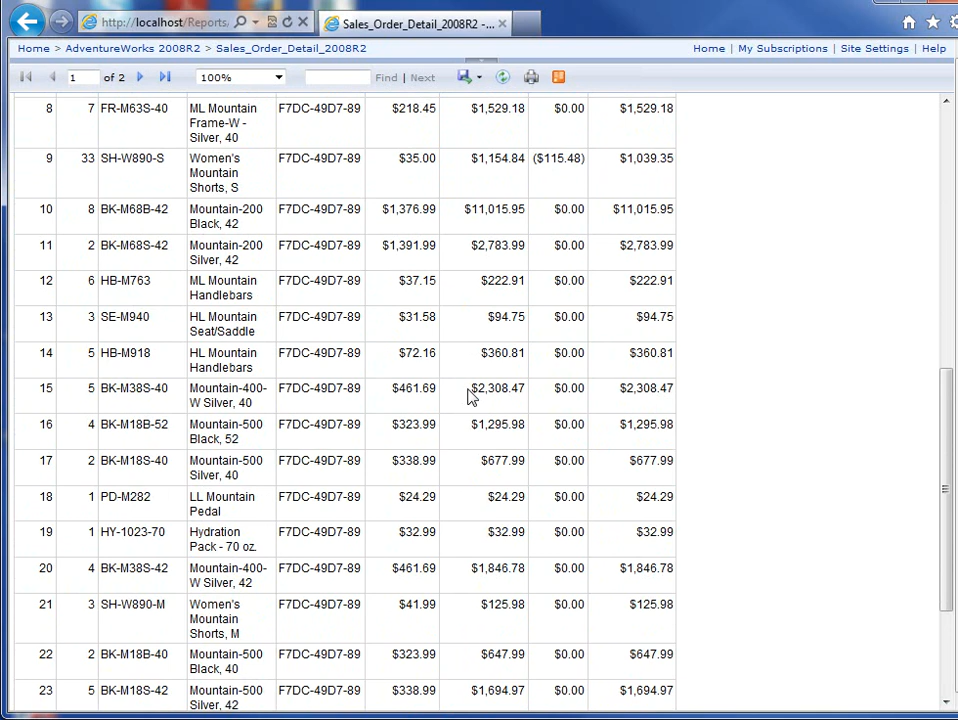 http://localhost/Reports/
Sales_Order_Detail_2008R2 -...
Home > AdventureWorks 2008R2 > Sales_Order_Detail_2008R2
Home | My Subscriptions | Site Settings | Help
1 of 2 100% Find | Next
8 7 FR-M63S-40 ML Mountain F7DC-49D7-89 $218.45 $1,529.18 $0.00 $1,529.18
Frame-W -
Silver, 40
9 33 SH-W890-S Women's F7DC-49D7-89 $35.00 $1,154.84 ($115.48) $1,039.35
Mountain
Shorts, S
10 8 BK-M68B-42 Mountain-200 F7DC-49D7-89 $1,376.99 $11,015.95 $0.00 $11,015.95
Black, 42
11 2 BK-M68S-42 Mountain-200 F7DC-49D7-89 $1,391.99 $2,783.99 $0.00 $2,783.99
Silver, 42
12 6 HB-M763 ML Mountain F7DC-49D7-89 $37.15 $222.91 $0.00 $222.91
Handlebars
13 3 SE-M940 HL Mountain F7DC-49D7-89 $31.58 $94.75 $0.00 $94.75
Seat/Saddle
14 5 HB-M918 HL Mountain F7DC-49D7-89 $72.16 $360.81 $0.00 $360.81
Handlebars
15 5 BK-M38S-40 Mountain-400- F7DC-49D7-89 $461.69 $2,308.47 $0.00 $2,308.47
W Silver, 40
16 4 BK-M18B-52 Mountain-500 F7DC-49D7-89 $323.99 $1,295.98 $0.00 $1,295.98
Black, 52
17 2 BK-M18S-40 Mountain-500 F7DC-49D7-89 $338.99 $677.99 $0.00 $677.99
Silver, 40
18 1 PD-M282 LL Mountain F7DC-49D7-89 $24.29 $24.29 $0.00 $24.29
Pedal
19 1 HY-1023-70 Hydration F7DC-49D7-89 $32.99 $32.99 $0.00 $32.99
Pack - 70 oz.
20 4 BK-M38S-42 Mountain-400- F7DC-49D7-89 $461.69 $1,846.78 $0.00 $1,846.78
W Silver, 42
21 3 SH-W890-M Women's F7DC-49D7-89 $41.99 $125.98 $0.00 $125.98
Mountain
Shorts, M
22 2 BK-M18B-40 Mountain-500 F7DC-49D7-89 $323.99 $647.99 $0.00 $647.99
Black, 40
23 5 BK-M18S-42 Mountain-500 F7DC-49D7-89 $338.99 $1,694.97 $0.00 $1,694.97
Silver, 42